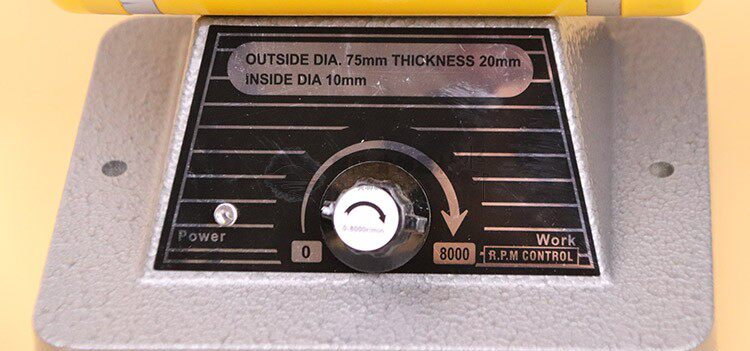 OUTSIDE DIA. 75mm THICKNESS 20mm
iNSIDE DIA 10mm
Power
0
8000
Work
R.P.M CONTROL